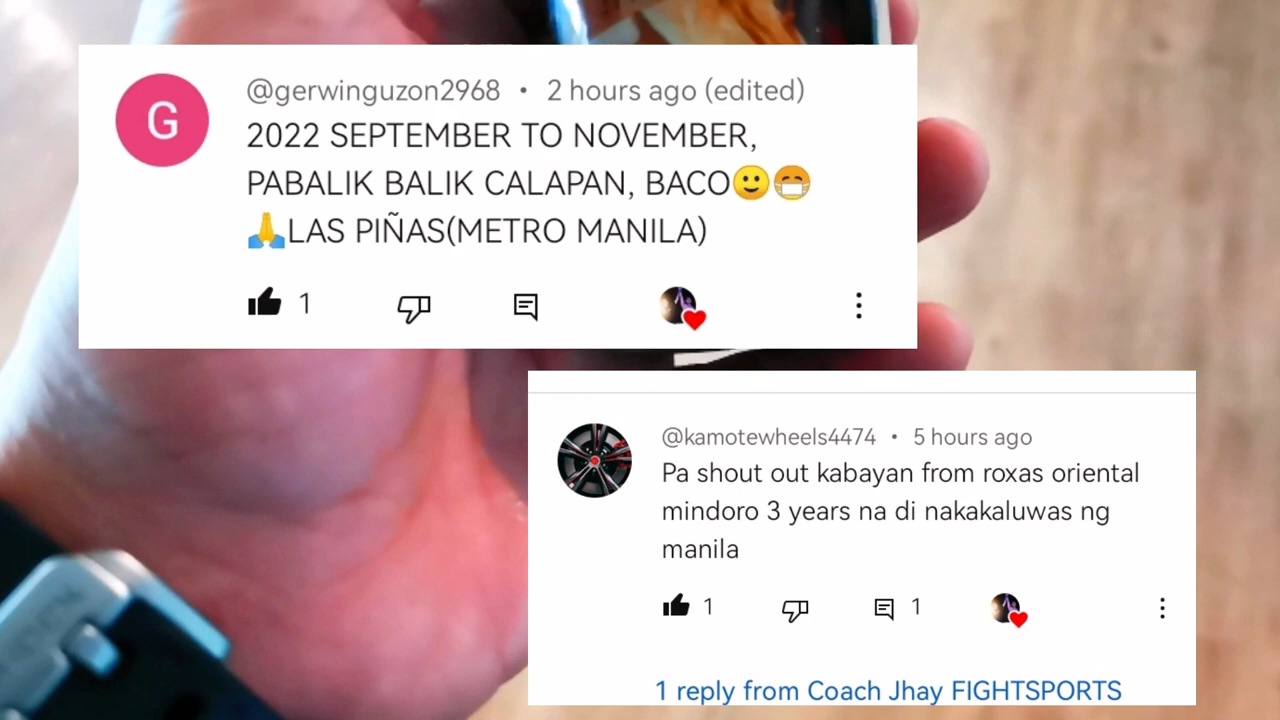 G
@gerwinguzon2968 • 2 hours ago (edited)
2022 SEPTEMBER TO NOVEMBER,
PABALIK BALIK CALAPAN, BACO🙂😷
🙏LAS PIÑAS(METRO MANILA)
1
@kamotewheels4474 • 5 hours ago
Pa shout out kabayan from roxas oriental
mindoro 3 years na di nakakaluwas ng
manila
1 1
1 reply from Coach Jhay FIGHTSPORTS